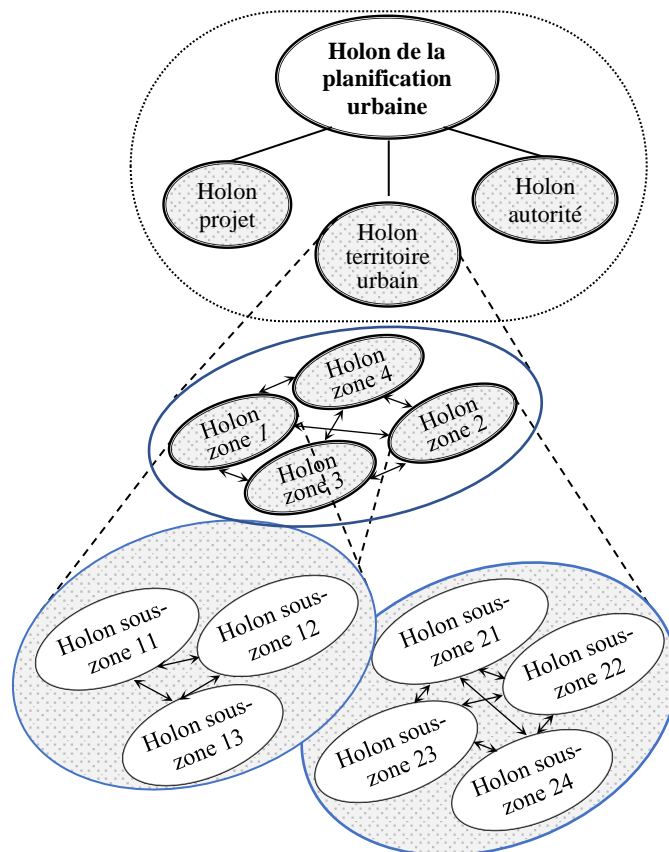 Holon de la
planification
urbaine
Holon
projet
Holon
territoire
urbain
Holon
autorité
Holon
zone 4
Holon
zone 1
Holon
zone 2
Holon
zone 3
Holon sous-
zone 11
Holon sous-
zone 12
Holon sous-
zone 13
Holon sous-
zone 21
Holon sous-
zone 22
Holon sous-
zone 23
Holon sous-
zone 24